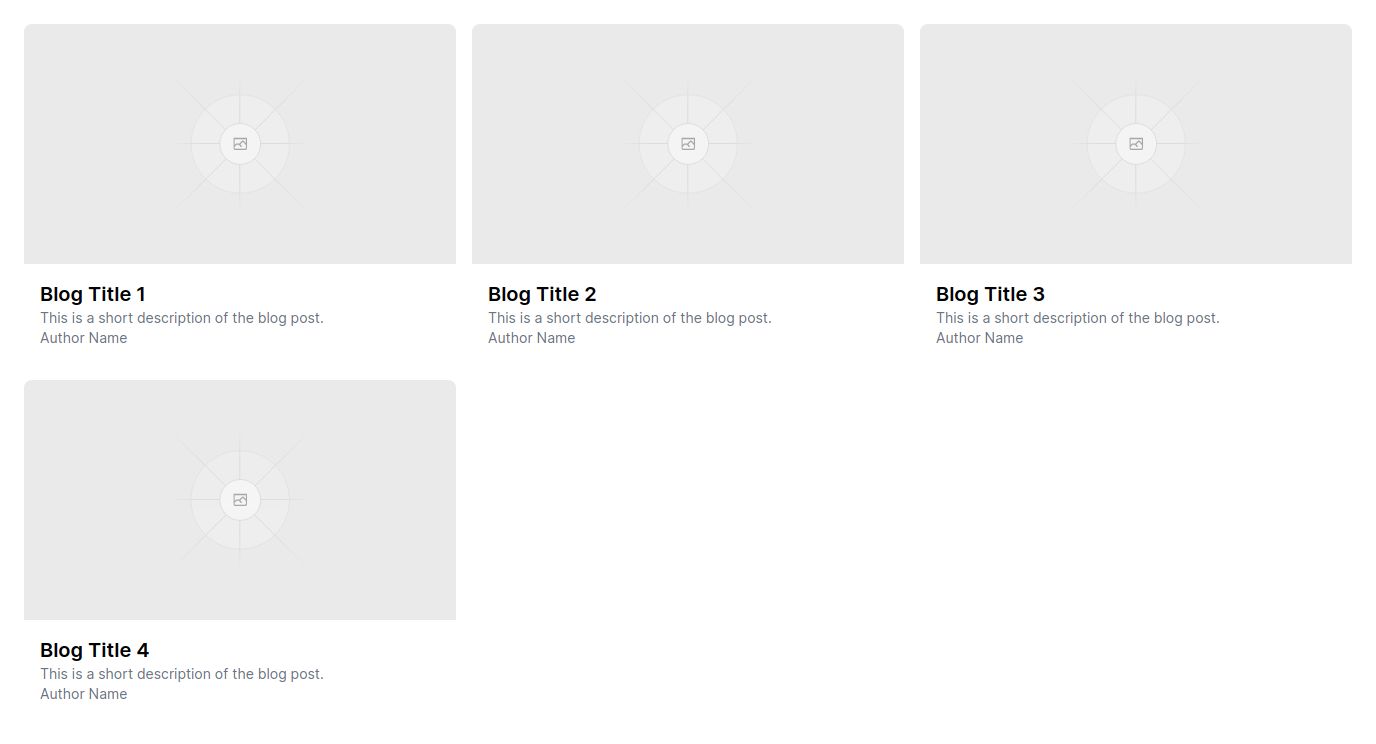 Blog Title 1
This is a short description of the blog post.
Author Name
Blog Title 2
This is a short description of the blog post.
Author Name
Blog Title 3
This is a short description of the blog post.
Author Name
Blog Title 4
This is a short description of the blog post.
Author Name